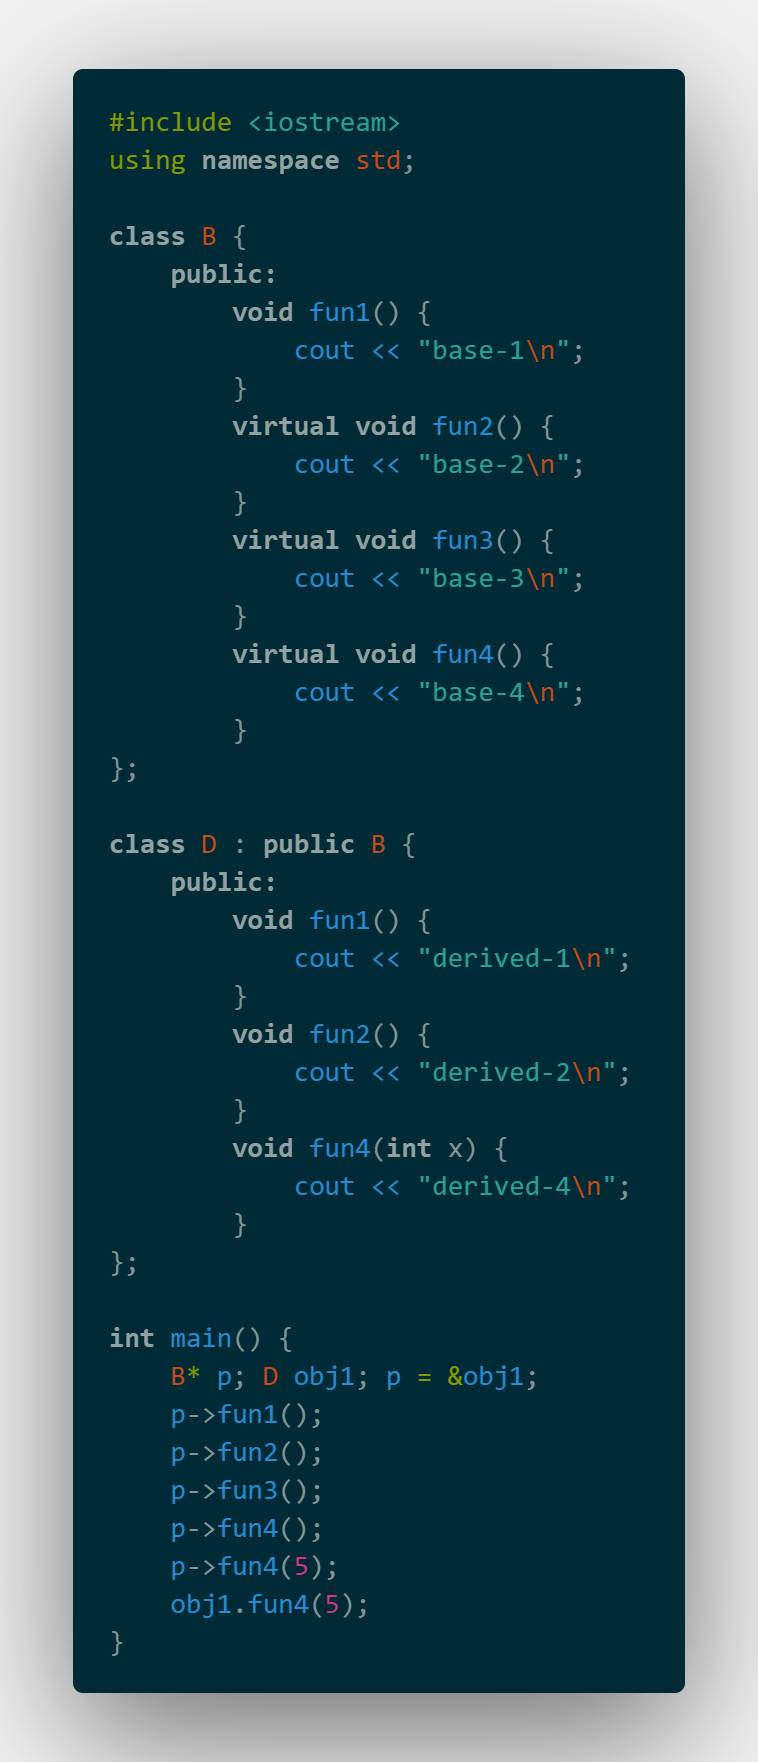 #include <iostream>
using namespace std;

class B {
    public:
        void fun1() {
            cout << "base-1\n";
        }
        virtual void fun2() {
            cout << "base-2\n";
        }
        virtual void fun3() {
            cout << "base-3\n";
        }
        virtual void fun4() {
            cout << "base-4\n";
        }
};

class D : public B {
    public:
        void fun1() {
            cout << "derived-1\n";
        }
        void fun2() {
            cout << "derived-2\n";
        }
        void fun4(int x) {
            cout << "derived-4\n";
        }
};

int main() {
    B* p; D obj1; p = &obj1;
    p->fun1();
    p->fun2();
    p->fun3();
    p->fun4();
    p->fun4(5);
    obj1.fun4(5);
}